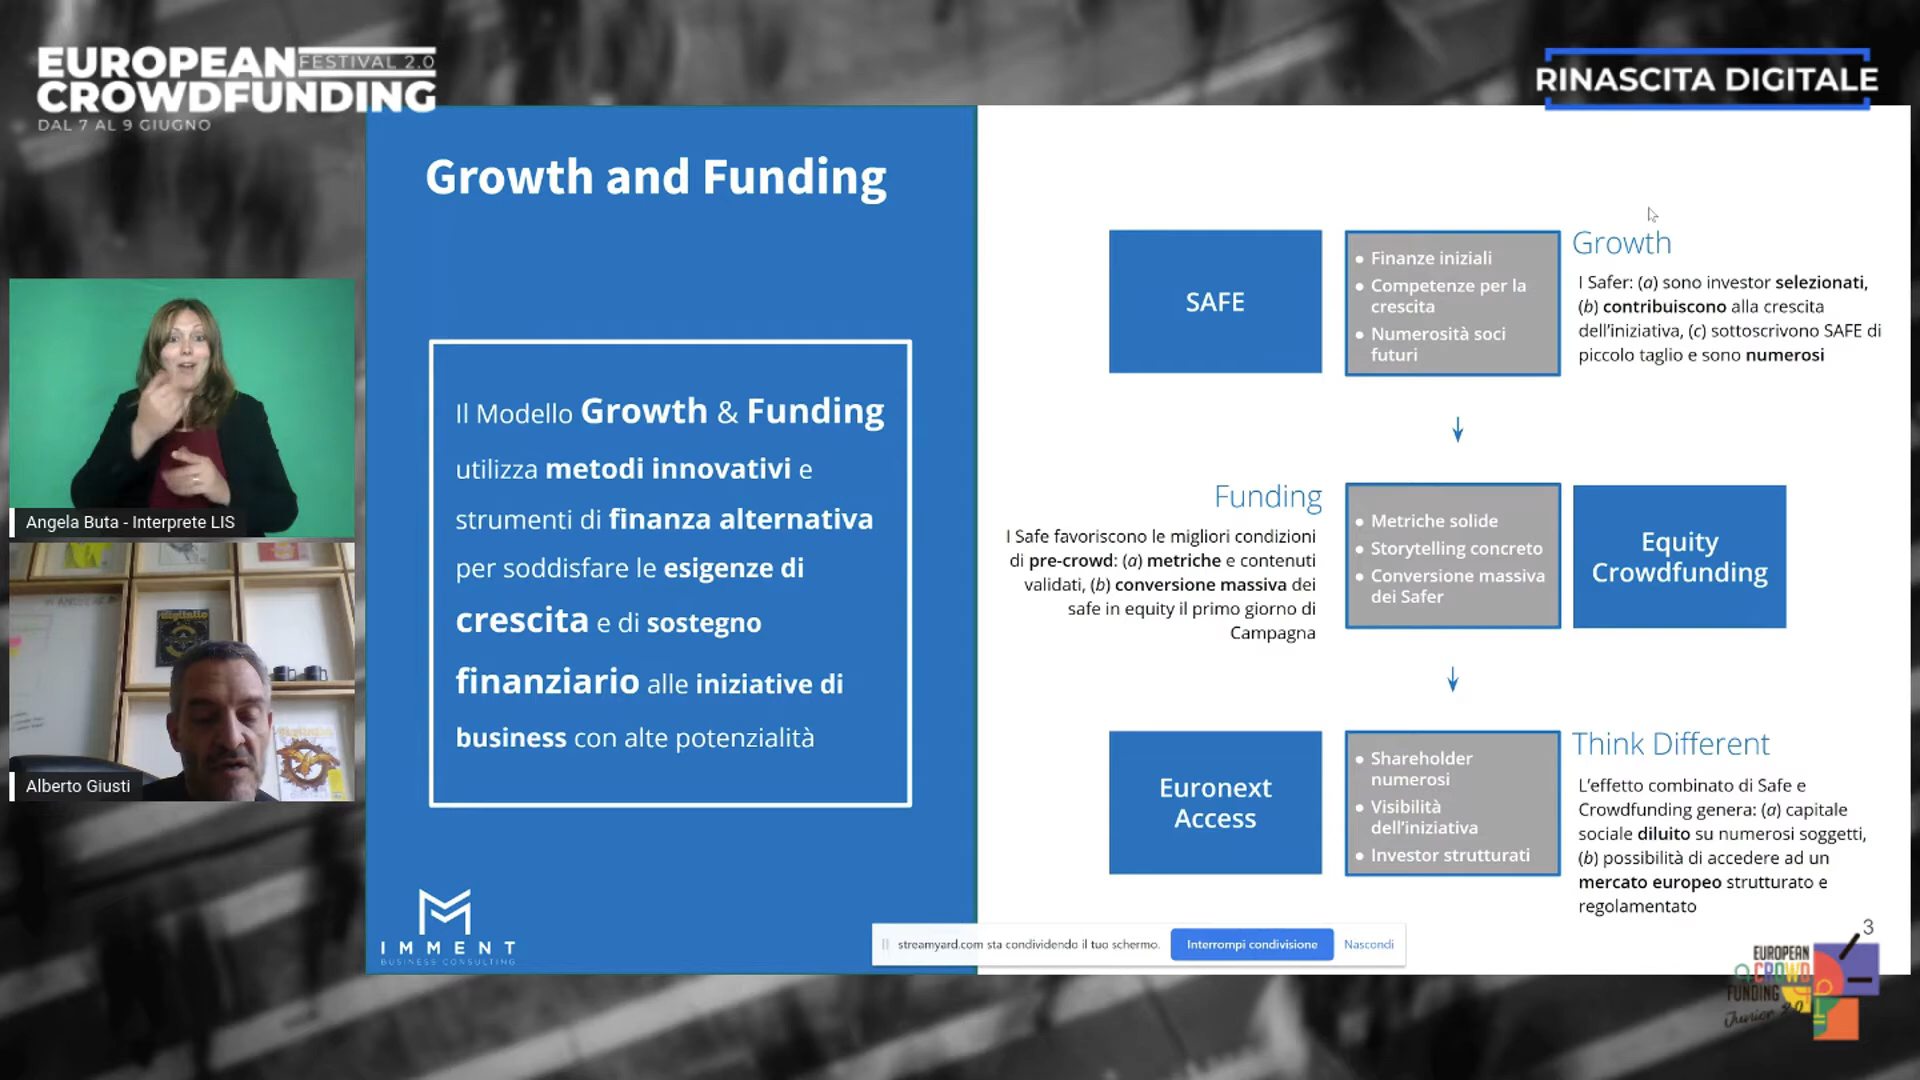 EUROPEAN FESTIVAL 2.0
CROWDFUNDING
DAL 7 AL 9 GIUGNO
RINASCITA DIGITALE
Growth and Funding
Il Modello Growth & Funding
utilizza metodi innovativi e
strumenti di finanza alternativa
per soddisfare le esigenze di
crescita e di sostegno
finanziario alle iniziative di
business con alte potenzialità
IMMENT
BUSINESS CONSULTING
SAFE
• Finanze iniziali
• Competenze per la
crescita
• Numerosità soci
futuri
Growth
I Safer: (a) sono investor selezionati,
(b) contribuiscono alla crescita
dell'iniziativa, (c) sottoscrivono SAFE di
piccolo taglio e sono numerosi
Funding
I Safe favoriscono le migliori condizioni
di pre-crowd: (a) metriche e contenuti
validati, (b) conversione massiva dei
safe in equity il primo giorno di
Campagna
• Metriche solide
• Storytelling concreto
• Conversione massiva
dei Safer
Equity
Crowdfunding
Euronext
Access
• Shareholder
numerosi
• Visibilità
dell'iniziativa
• Investor strutturati
Think Different
L'effetto combinato di Safe e
Crowdfunding genera: (a) capitale
sociale diluito su numerosi soggetti,
(b) possibilità di accedere ad un
mercato europeo strutturato e
regolamentato
3
streamyard.com sta condividendo il tuo schermo.
Interrompi condivisione
Nascondi
Angela Buta - Interprete LIS
Alberto Giusti
EUROPEAN
CROWD
FUNDING
Junior 2.0